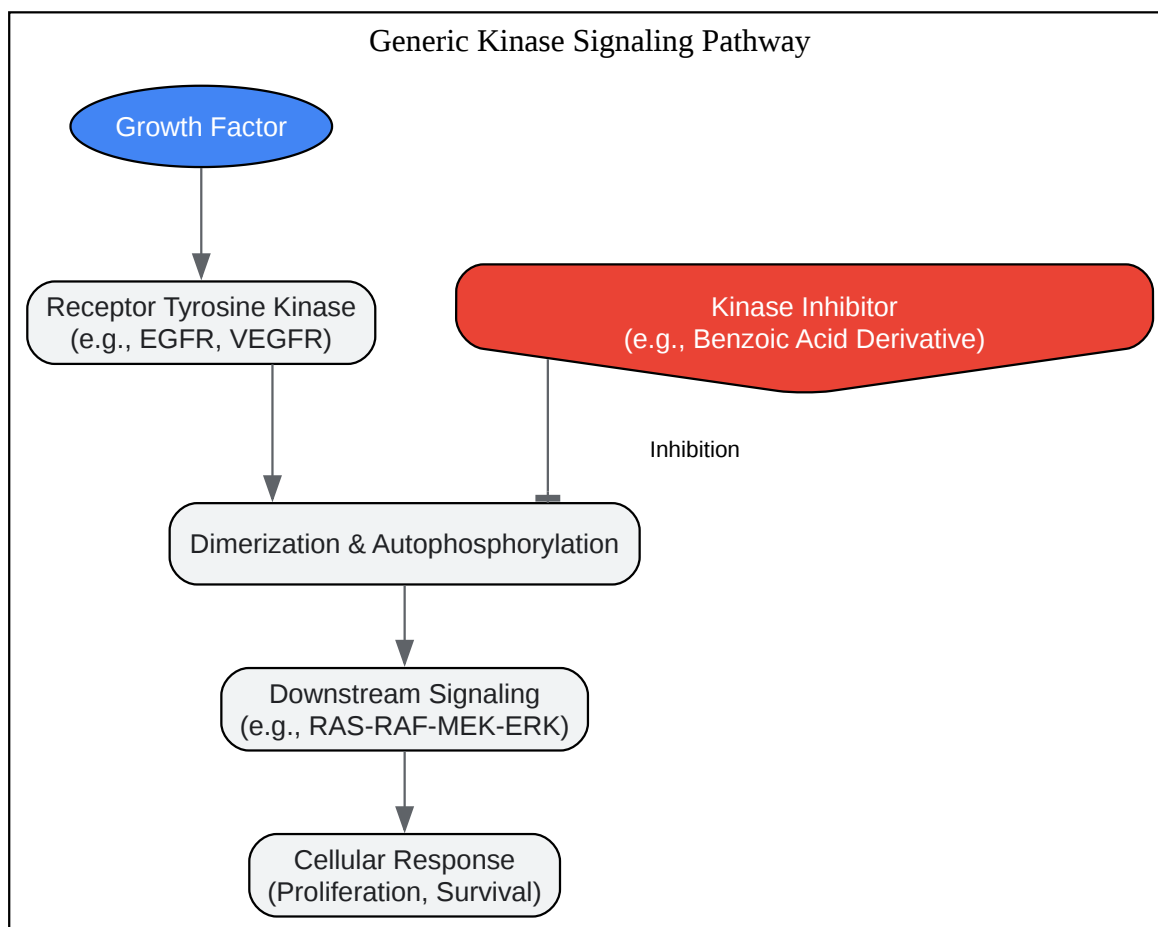 Generic Kinase Signaling Pathway
Growth Factor
Receptor Tyrosine Kinase
(e.g., EGFR, VEGFR)
Kinase Inhibitor
(e.g., Benzoic Acid Derivative)
Inhibition
Dimerization & Autophosphorylation
Downstream Signaling
(e.g., RAS-RAF-MEK-ERK)
Cellular Response
(Proliferation, Survival)